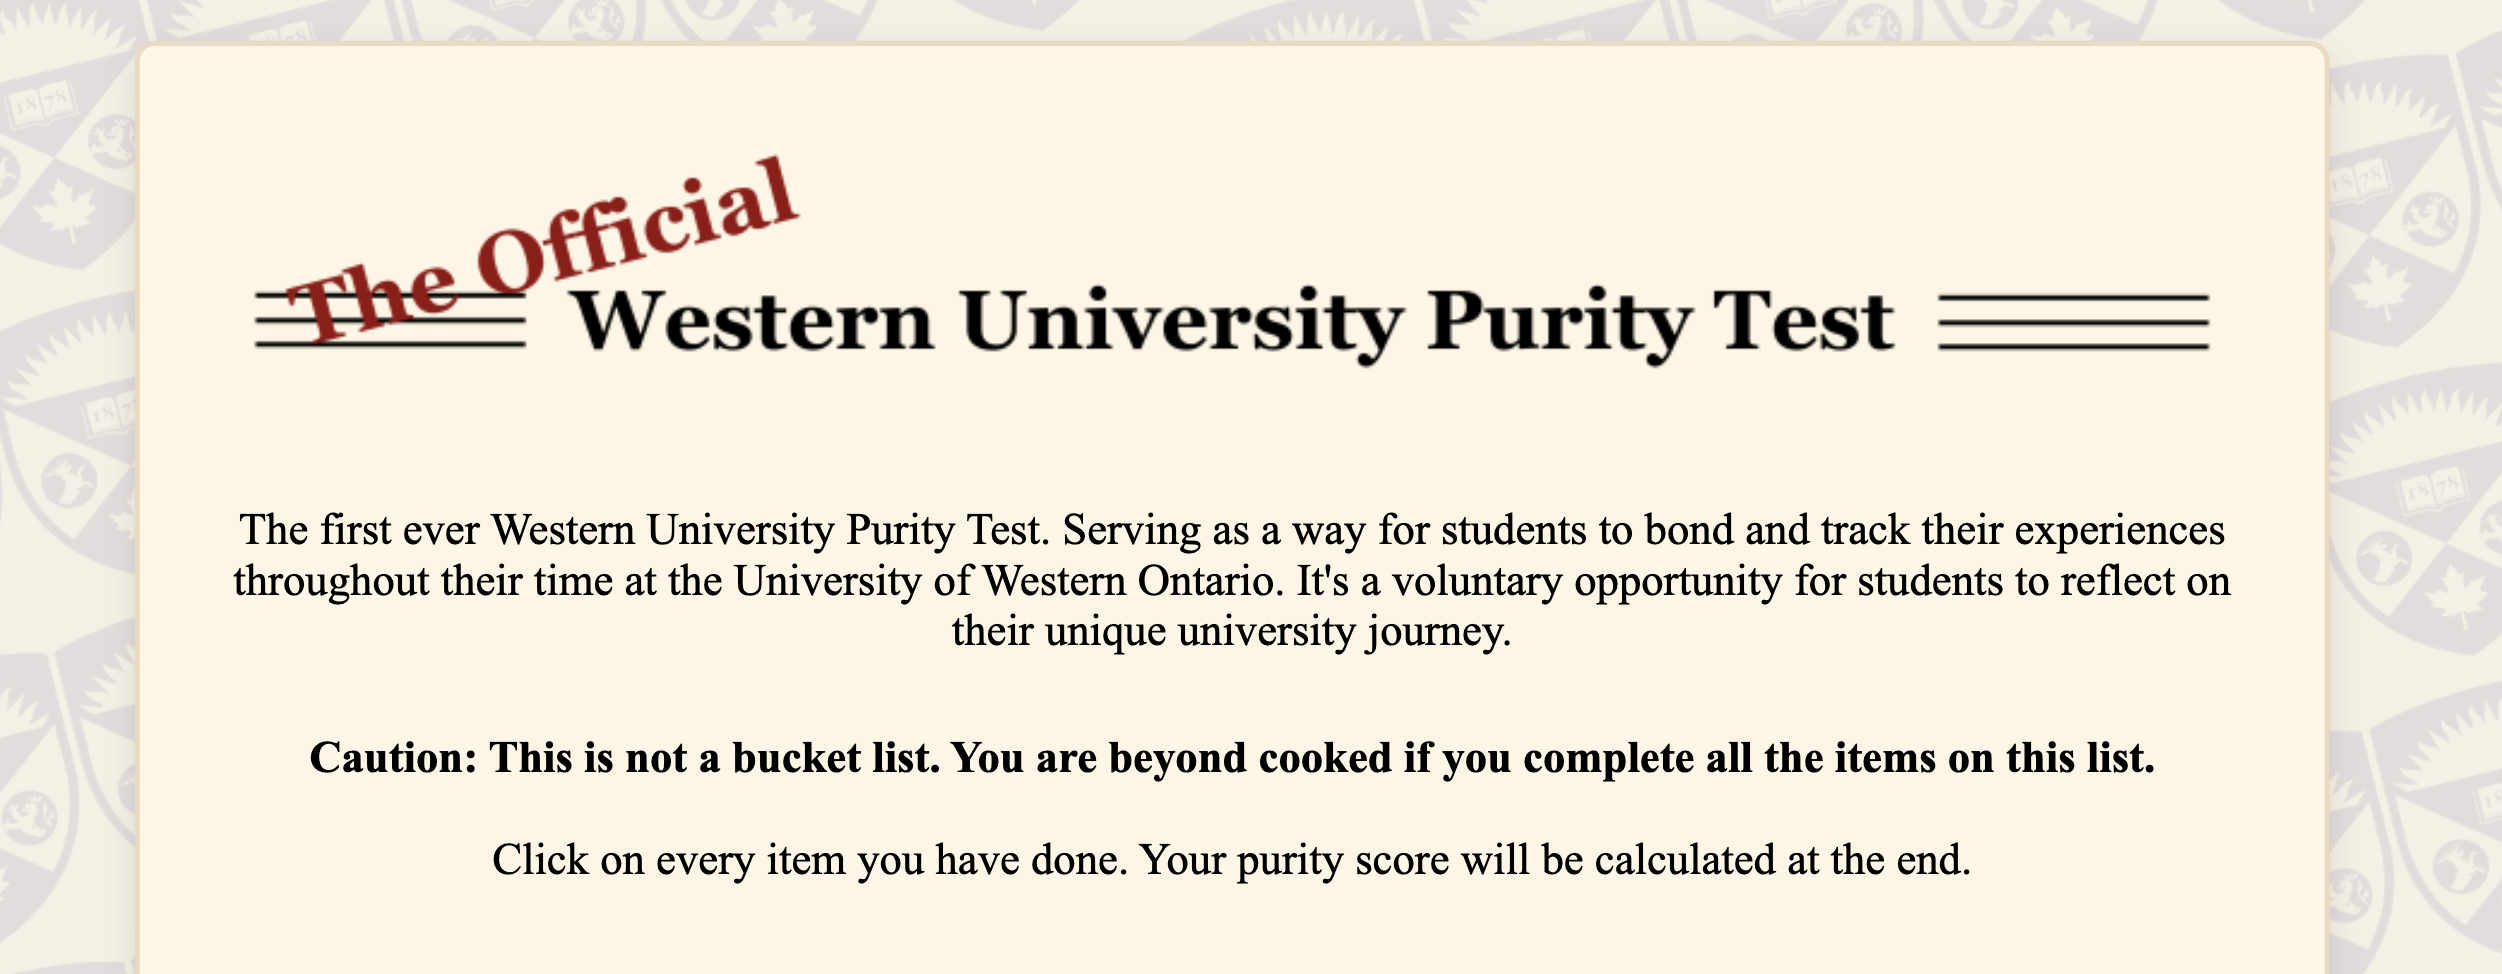 The Official
Western University Purity Test
The first ever Western University Purity Test. Serving as a way for students to bond and track their experiences
throughout their time at the University of Western Ontario. It's a voluntary opportunity for students to reflect on
their unique university journey.
Caution: This is not a bucket list. You are beyond cooked if you complete all the items on this list.
Click on every item you have done. Your purity score will be calculated at the end.
1878
1878
1878
1878